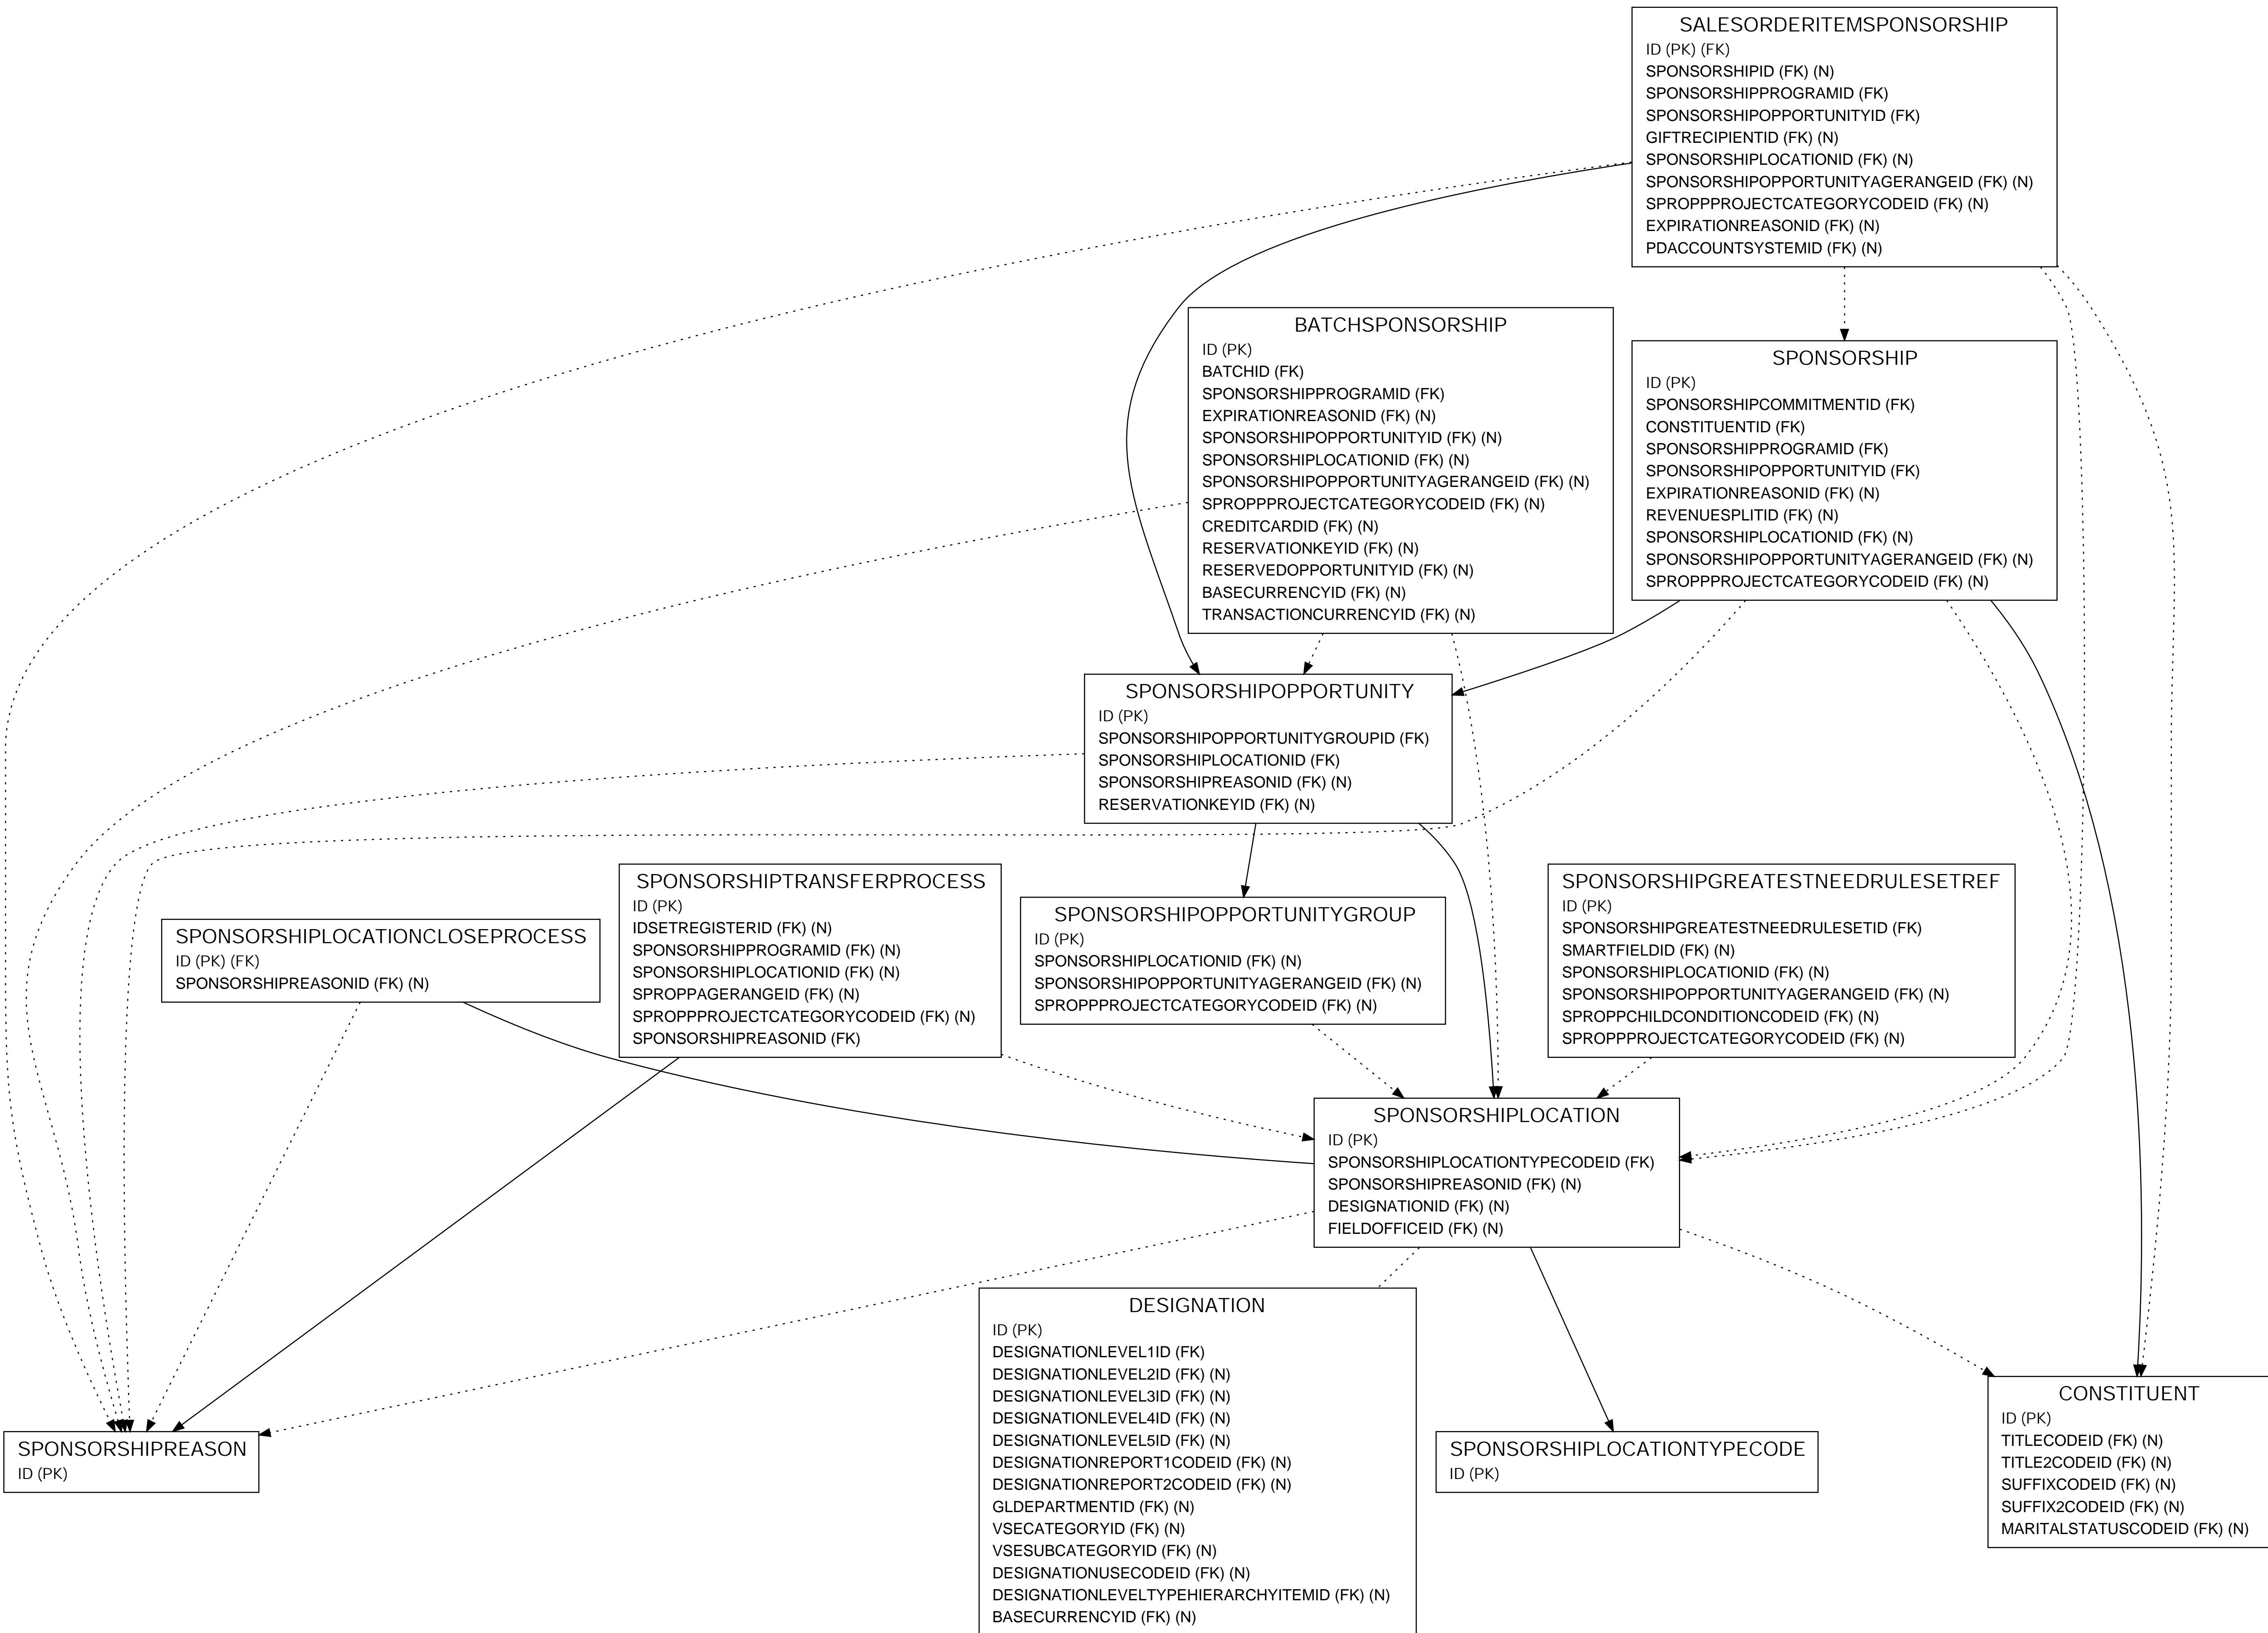 SALESORDERITEMSPONSORSHIP
ID (PK) (FK)
SPONSORSHIPID (FK) (N)
SPONSORSHIPPROGRAMID (FK)
SPONSORSHIPOPPORTUNITYID (FK)
GIFTRECIPIENTID (FK) (N)
SPONSORSHIPLOCATIONID (FK) (N)
SPONSORSHIPOPPORTUNITYAGERANGEID (FK) (N)
SPROPPPROJECTCATEGORYCODEID (FK) (N)
EXPIRATIONREASONID (FK) (N)
PDACCOUNTSYSTEMID (FK) (N)
BATCHSPONSORSHIP
ID (PK)
BATCHID (FK)
SPONSORSHIPPROGRAMID (FK)
EXPIRATIONREASONID (FK) (N)
SPONSORSHIPOPPORTUNITYID (FK) (N)
SPONSORSHIPLOCATIONID (FK) (N)
SPONSORSHIPOPPORTUNITYAGERANGEID (FK) (N)
SPROPPPROJECTCATEGORYCODEID (FK) (N)
CREDITCARDID (FK) (N)
RESERVATIONKEYID (FK) (N)
RESERVEDOPPORTUNITYID (FK) (N)
BASECURRENCYID (FK) (N)
TRANSACTIONCURRENCYID (FK) (N)
SPONSORSHIP
ID (PK)
SPONSORSHIPCOMMITMENTID (FK)
CONSTITUENTID (FK)
SPONSORSHIPPROGRAMID (FK)
SPONSORSHIPOPPORTUNITYID (FK)
EXPIRATIONREASONID (FK) (N)
REVENUESPLITID (FK) (N)
SPONSORSHIPLOCATIONID (FK) (N)
SPONSORSHIPOPPORTUNITYAGERANGEID (FK) (N)
SPROPPPROJECTCATEGORYCODEID (FK) (N)
SPONSORSHIPOPPORTUNITY
ID (PK)
SPONSORSHIPOPPORTUNITYGROUPID (FK)
SPONSORSHIPLOCATIONID (FK)
SPONSORSHIPREASONID (FK) (N)
RESERVATIONKEYID (FK) (N)
SPONSORSHIPLOCATIONCLOSEPROCESS
ID (PK) (FK)
SPONSORSHIPREASONID (FK) (N)
SPONSORSHIPTRANSFERPROCESS
ID (PK)
IDSETREGISTERID (FK) (N)
SPONSORSHIPPROGRAMID (FK) (N)
SPONSORSHIPLOCATIONID (FK) (N)
SPROPPAGERANGEID (FK) (N)
SPROPPPROJECTCATEGORYCODEID (FK) (N)
SPONSORSHIPREASONID (FK)
SPONSORSHIPOPPORTUNITYGROUP
ID (PK)
SPONSORSHIPLOCATIONID (FK) (N)
SPONSORSHIPOPPORTUNITYAGERANGEID (FK) (N)
SPROPPPROJECTCATEGORYCODEID (FK) (N)
SPONSORSHIPGREATESTNEEDRULESETREF
ID (PK)
SPONSORSHIPGREATESTNEEDRULESETID (FK)
SMARTFIELDID (FK) (N)
SPONSORSHIPLOCATIONID (FK) (N)
SPONSORSHIPOPPORTUNITYAGERANGEID (FK) (N)
SPROPPCHILDCONDITIONCODEID (FK) (N)
SPROPPPROJECTCATEGORYCODEID (FK) (N)
SPONSORSHIPLOCATION
ID (PK)
SPONSORSHIPLOCATIONTYPECODEID (FK)
SPONSORSHIPREASONID (FK) (N)
DESIGNATIONID (FK) (N)
FIELDOFFICEID (FK) (N)
SPONSORSHIPREASON
ID (PK)
DESIGNATION
ID (PK)
DESIGNATIONLEVEL1ID (FK)
DESIGNATIONLEVEL2ID (FK) (N)
DESIGNATIONLEVEL3ID (FK) (N)
DESIGNATIONLEVEL4ID (FK) (N)
DESIGNATIONLEVEL5ID (FK) (N)
DESIGNATIONREPORT1CODEID (FK) (N)
DESIGNATIONREPORT2CODEID (FK) (N)
GLDEPARTMENTID (FK) (N)
VSECATEGORYID (FK) (N)
VSESUBCATEGORYID (FK) (N)
DESIGNATIONUSECODEID (FK) (N)
DESIGNATIONLEVELTYPEHIERARCHYITEMID (FK) (N)
BASECURRENCYID (FK) (N)
SPONSORSHIPLOCATIONTYPECODE
ID (PK)
CONSTITUENT
ID (PK)
TITLECODEID (FK) (N)
TITLE2CODEID (FK) (N)
SUFFIXCODEID (FK) (N)
SUFFIX2CODEID (FK) (N)
MARITALSTATUSCODEID (FK) (N)